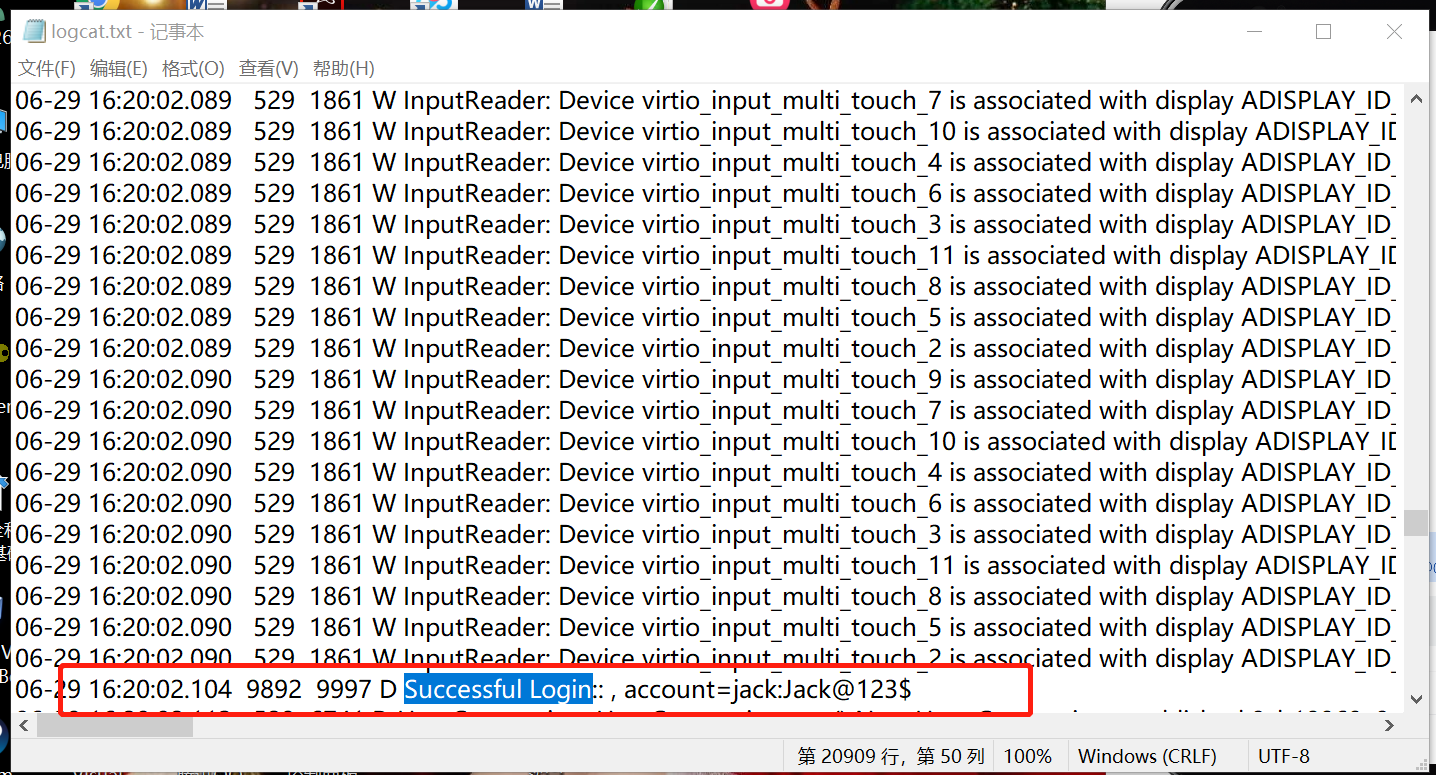 logcat.txt - 记事本
文件(F) 编辑(E) 格式(O) 查看(V) 帮助(H)
06-29 16:20:02.089 529 1861 W InputReader: Device virtio_input_multi_touch_7 is associated with display ADISPLAY_ID_
06-29 16:20:02.089 529 1861 W InputReader: Device virtio_input_multi_touch_10 is associated with display ADISPLAY_ID
06-29 16:20:02.089 529 1861 W InputReader: Device virtio_input_multi_touch_4 is associated with display ADISPLAY_ID_
06-29 16:20:02.089 529 1861 W InputReader: Device virtio_input_multi_touch_6 is associated with display ADISPLAY_ID_
06-29 16:20:02.089 529 1861 W InputReader: Device virtio_input_multi_touch_3 is associated with display ADISPLAY_ID_
06-29 16:20:02.089 529 1861 W InputReader: Device virtio_input_multi_touch_11 is associated with display ADISPLAY_ID
06-29 16:20:02.089 529 1861 W InputReader: Device virtio_input_multi_touch_8 is associated with display ADISPLAY_ID_
06-29 16:20:02.089 529 1861 W InputReader: Device virtio_input_multi_touch_5 is associated with display ADISPLAY_ID_
06-29 16:20:02.089 529 1861 W InputReader: Device virtio_input_multi_touch_2 is associated with display ADISPLAY_ID_
06-29 16:20:02.090 529 1861 W InputReader: Device virtio_input_multi_touch_9 is associated with display ADISPLAY_ID_
06-29 16:20:02.090 529 1861 W InputReader: Device virtio_input_multi_touch_7 is associated with display ADISPLAY_ID_
06-29 16:20:02.090 529 1861 W InputReader: Device virtio_input_multi_touch_10 is associated with display ADISPLAY_ID
06-29 16:20:02.090 529 1861 W InputReader: Device virtio_input_multi_touch_4 is associated with display ADISPLAY_ID_
06-29 16:20:02.090 529 1861 W InputReader: Device virtio_input_multi_touch_6 is associated with display ADISPLAY_ID_
06-29 16:20:02.090 529 1861 W InputReader: Device virtio_input_multi_touch_3 is associated with display ADISPLAY_ID_
06-29 16:20:02.090 529 1861 W InputReader: Device virtio_input_multi_touch_11 is associated with display ADISPLAY_ID
06-29 16:20:02.090 529 1861 W InputReader: Device virtio_input_multi_touch_8 is associated with display ADISPLAY_ID_
06-29 16:20:02.090 529 1861 W InputReader: Device virtio_input_multi_touch_5 is associated with display ADISPLAY_ID_
06-29 16:20:02.090 529 1861 W InputReader: Device virtio_input_multi_touch_2 is associated with display ADISPLAY_ID_
06-29 16:20:02.104 9892 9997 D Successful Login:: , account=jack:Jack@123$
第 20909 行，第 50 列 100% Windows (CRLF) UTF-8